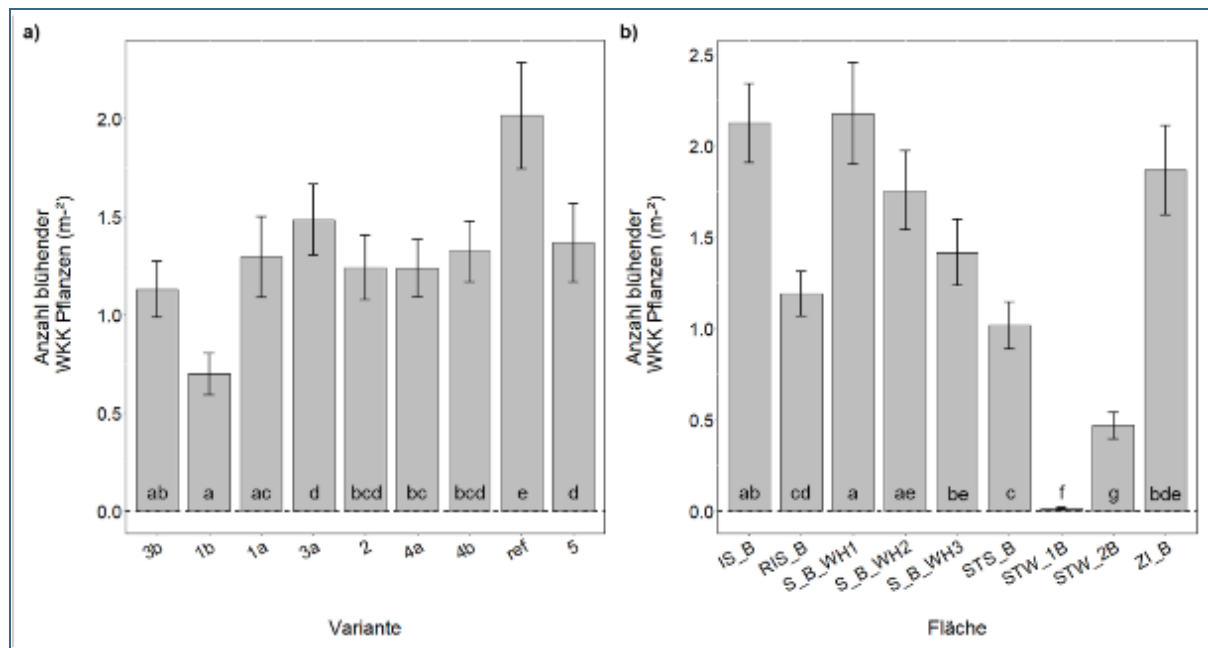 a)
Anzahl blühender
WKK Pflanzen (m-²)
2.0
1.5
1.0
0.5
0.0
ab a ac d bcd bc bcd e d
3b 1b 1a 3a 2 4a 4b ref 5
Variante
b)
Anzahl blühender
WKK Pflanzen (m-²)
2.5
2.0
1.5
1.0
0.5
0.0
ab cd a ae be c f g bde
IS_B RIS_B S_B_WH1 S_B_WH2 S_B_WH3 STS_B STW_1B STW_2B ZI_B
Fläche